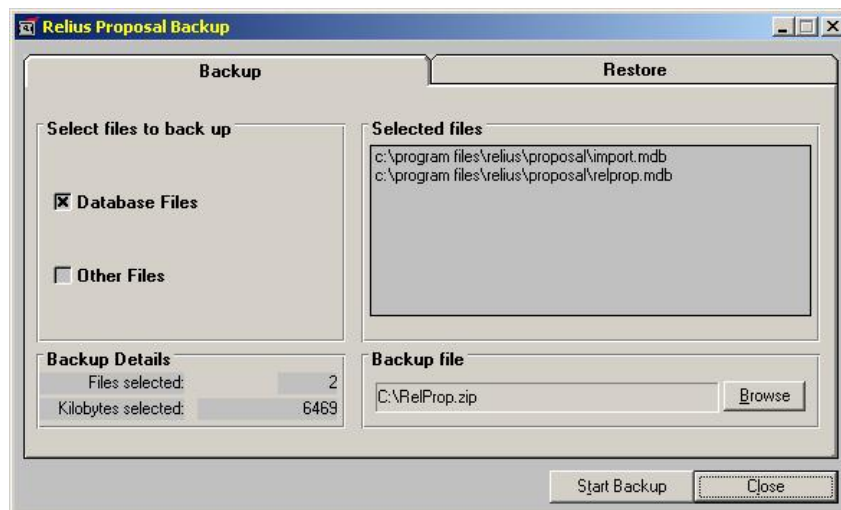 Relius Proposal Backup
Backup
Restore
Select files to back up
Database Files
Other Files
Selected files
c:\program files\relius\proposal\import.mdb
c:\program files\relius\proposal\relprop.mdb
Backup Details
Files selected: 2
Kilobytes selected: 6469
Backup file
C:\RelProp.zip
Browse
Start Backup
Close